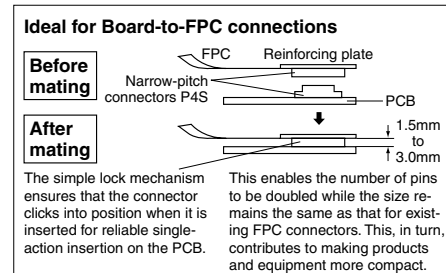 Ideal for Board-to-FPC connections
Before
mating
FPC
Reinforcing plate
Narrow-pitch
connectors P4S
PCB
After
mating
1.5mm
to
3.0mm
The simple lock mechanism
ensures that the connector
clicks into position when it is
inserted for reliable single-
action insertion on the PCB.
This enables the number of pins
to be doubled while the size re-
mains the same as that for exist-
ing FPC connectors. This, in turn,
contributes to making products
and equipment more compact.